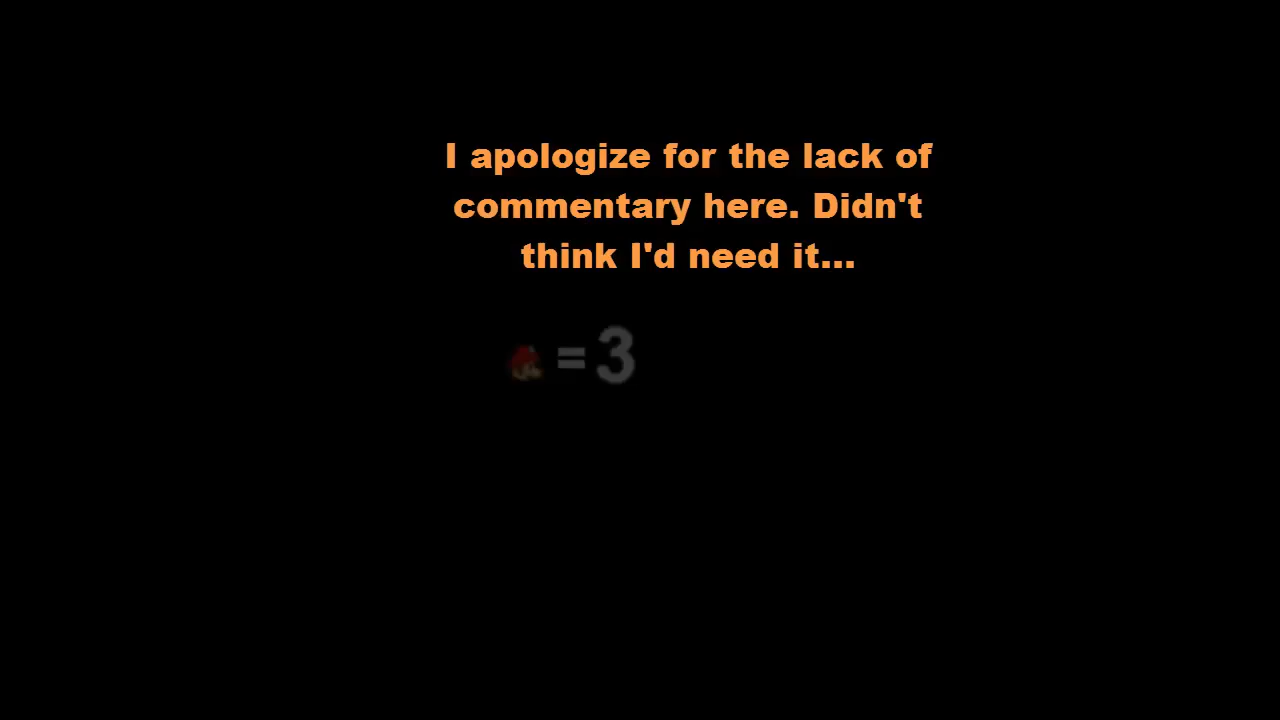 I apologize for the lack of
commentary here. Didn't
think I'd need it...
= 3